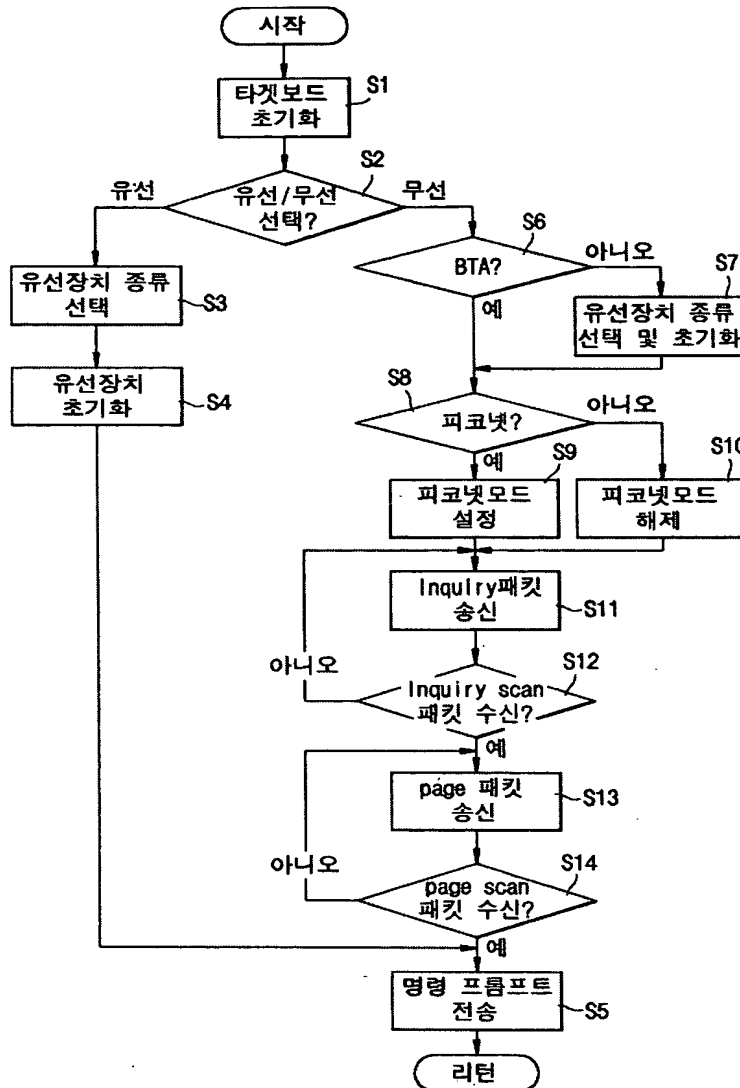 시작
타겟보드
초기화
S1
유선/무선
선택?
S2
유선
무선
유선장치 종류
선택
S3
유선장치
초기화
S4
BTA?
S6
아니오
예
유선장치 종류
선택 및 초기화
S7
피코넷?
S8
아니오
예
피코넷모드
설정
S9
피코넷모드
해제
S10
Inquiry패킷
송신
S11
Inquiry scan
패킷 수신?
S12
아니오
예
page 패킷
송신
S13
page scan
패킷 수신?
S14
아니오
예
명령 프롬프트
전송
S5
리턴